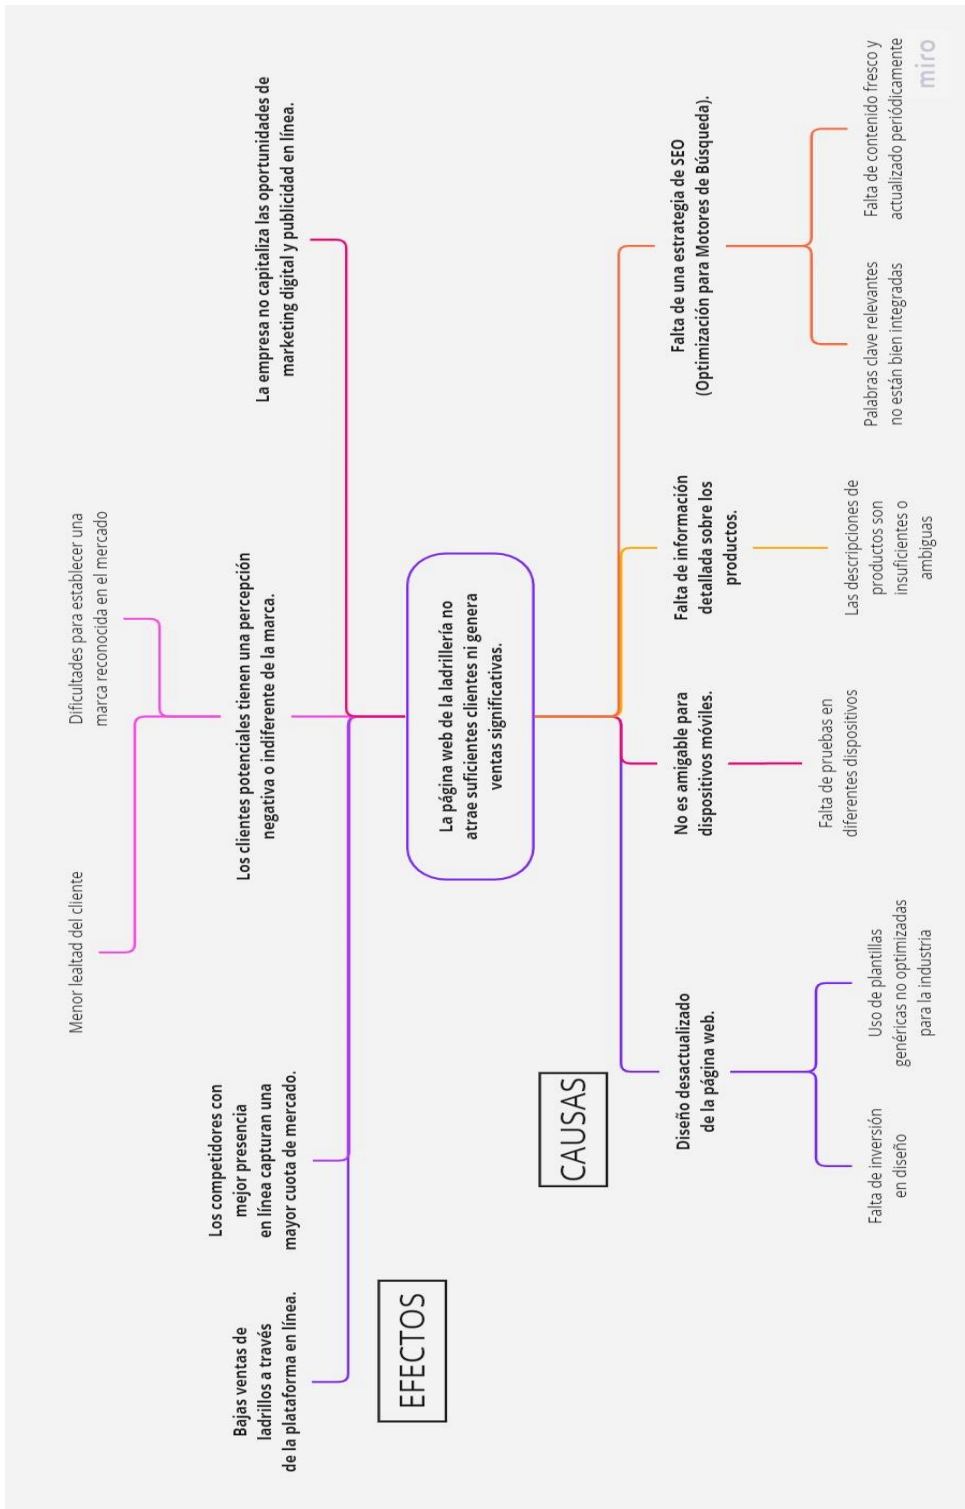 Menor lealtad del cliente
Dificultades para establecer una
marca reconocida en el mercado
Bajas ventas de
ladrillos a través
de la plataforma en línea.
Los competidores con
mejor presencia
en línea capturan una
mayor cuota de mercado.
Los clientes potenciales tienen una percepción
negativa o indiferente de la marca.
La empresa no capitaliza las oportunidades de
marketing digital y publicidad en línea.
EFECTOS
La página web de la ladrillería no
atrae suficientes clientes ni genera
ventas significativas.
CAUSAS
Diseño desactualizado
de la página web.
No es amigable para
dispositivos móviles.
Falta de información
detallada sobre los
productos.
Falta de una estrategia de SEO
(Optimización para Motores de Búsqueda).
Falta de inversión
en diseño
Uso de plantillas
genéricas no optimizadas
para la industria
Falta de pruebas en
diferentes dispositivos
Las descripciones de
productos son
insuficientes o
ambiguas
Palabras clave relevantes
no están bien integradas
Falta de contenido fresco y
actualizado periódicamente
miro